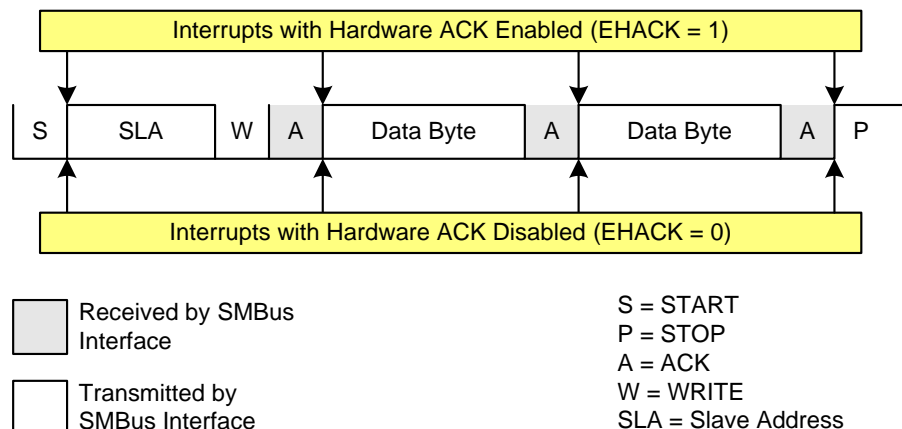 Interrupts with Hardware ACK Enabled (EHACK = 1)
S SLA W A Data Byte A Data Byte A P
Interrupts with Hardware ACK Disabled (EHACK = 0)
Received by SMBus
Interface
Transmitted by
SMBus Interface
S = START
P = STOP
A = ACK
W = WRITE
SLA = Slave Address